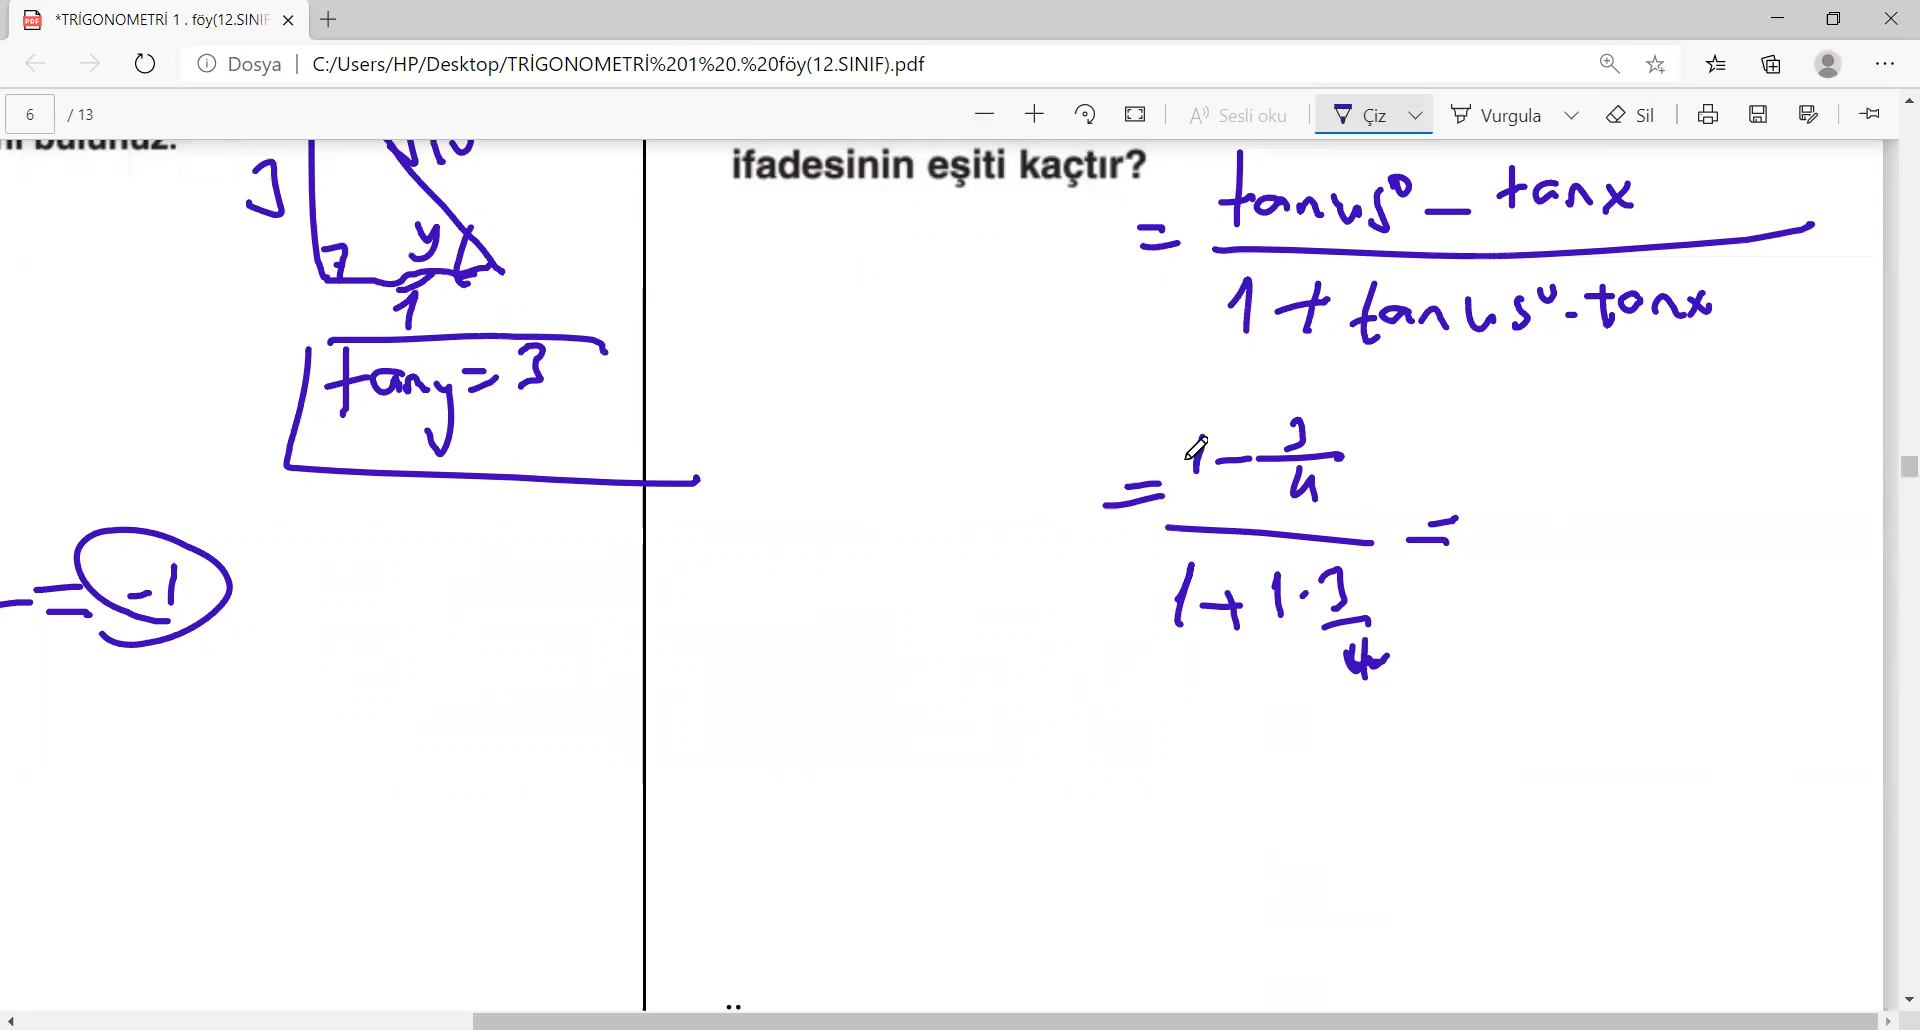 *TRİGONOMETRİ 1 . föy(12.SINIF
Dosya
C:/Users/HP/Desktop/TRİGONOMETRİ%201%20.%20föy(12.SINIF).pdf
6 / 13
Sesli oku
Çiz
Vurgula
Sil
bulunuz.
3
√10
y
1
tany = 3
= -1
ifadesinin eşiti kaçtır?
= tan45° - tanx
1 + tan45° . tanx
= 1 - 3/4
1 + 1 . 3/4
=